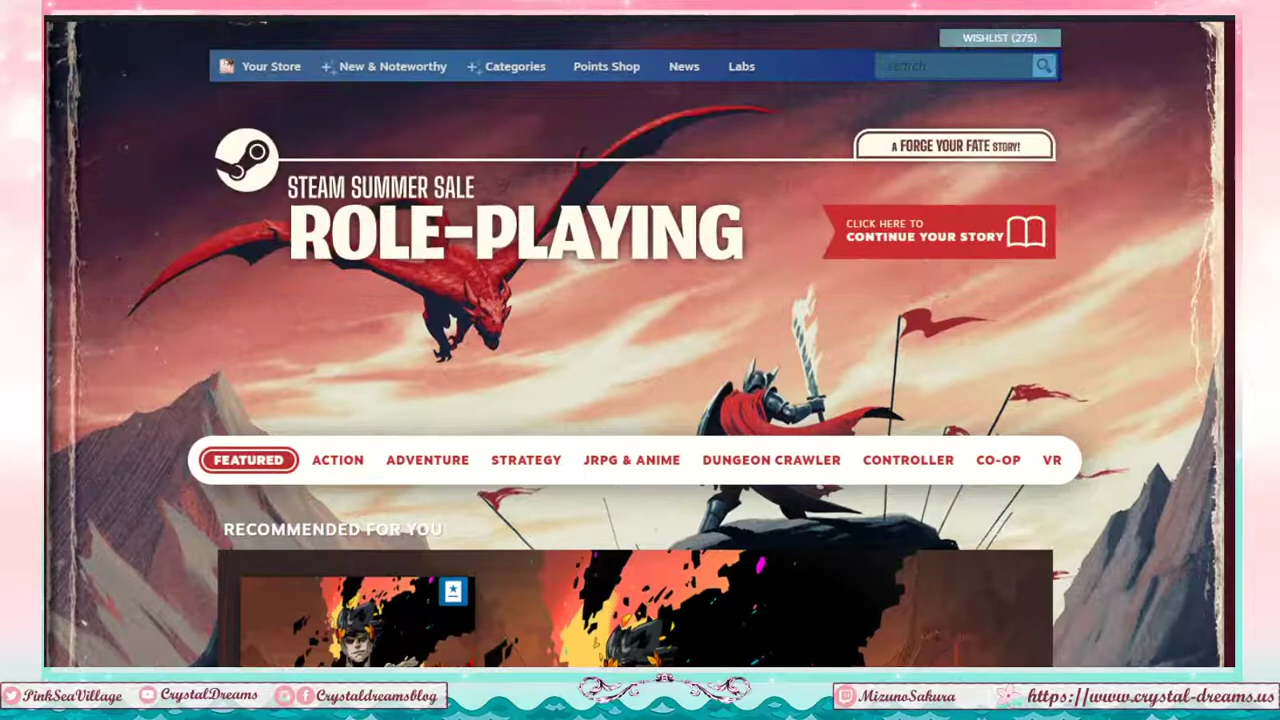 WISHLIST (275)
Your Store New & Noteworthy Categories Points Shop News Labs search
A FORGE YOUR FATE STORY!
STEAM SUMMER SALE
ROLE-PLAYING
CLICK HERE TO
CONTINUE YOUR STORY
FEATURED ACTION ADVENTURE STRATEGY JRPG & ANIME DUNGEON CRAWLER CONTROLLER CO-OP VR
RECOMMENDED FOR YOU
PinkSeaVillage CrystalDreams Crystaldreamsblog MizunoSakura https://www.crystal-dreams.us